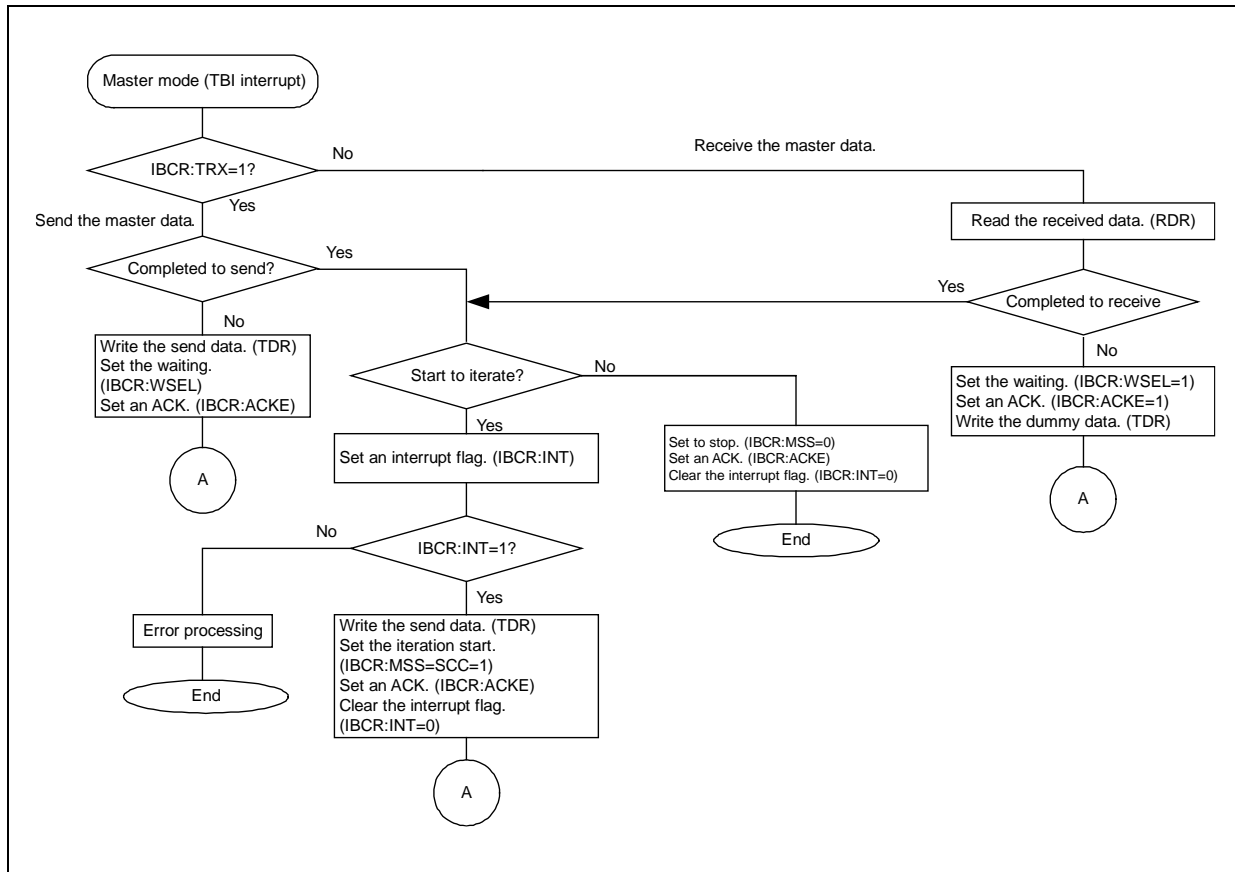 Master mode (TBI interrupt)
No
Receive the master data.
IBCR:TRX=1?
Yes
Send the master data.
Read the received data. (RDR)
Completed to send?
Yes
Yes
Completed to receive
No
Write the send data. (TDR)
Set the waiting.
(IBCR:WSEL)
Set an ACK. (IBCR:ACKE)
Start to iterate?
No
No
Set the waiting. (IBCR:WSEL=1)
Set an ACK. (IBCR:ACKE=1)
Write the dummy data. (TDR)
Yes
Set to stop. (IBCR:MSS=0)
Set an ACK. (IBCR:ACKE)
Clear the interrupt flag. (IBCR:INT=0)
Set an interrupt flag. (IBCR:INT)
A
A
No
IBCR:INT=1?
End
Yes
Error processing
Write the send data. (TDR)
Set the iteration start.
(IBCR:MSS=SCC=1)
Set an ACK. (IBCR:ACKE)
Clear the interrupt flag.
(IBCR:INT=0)
End
A